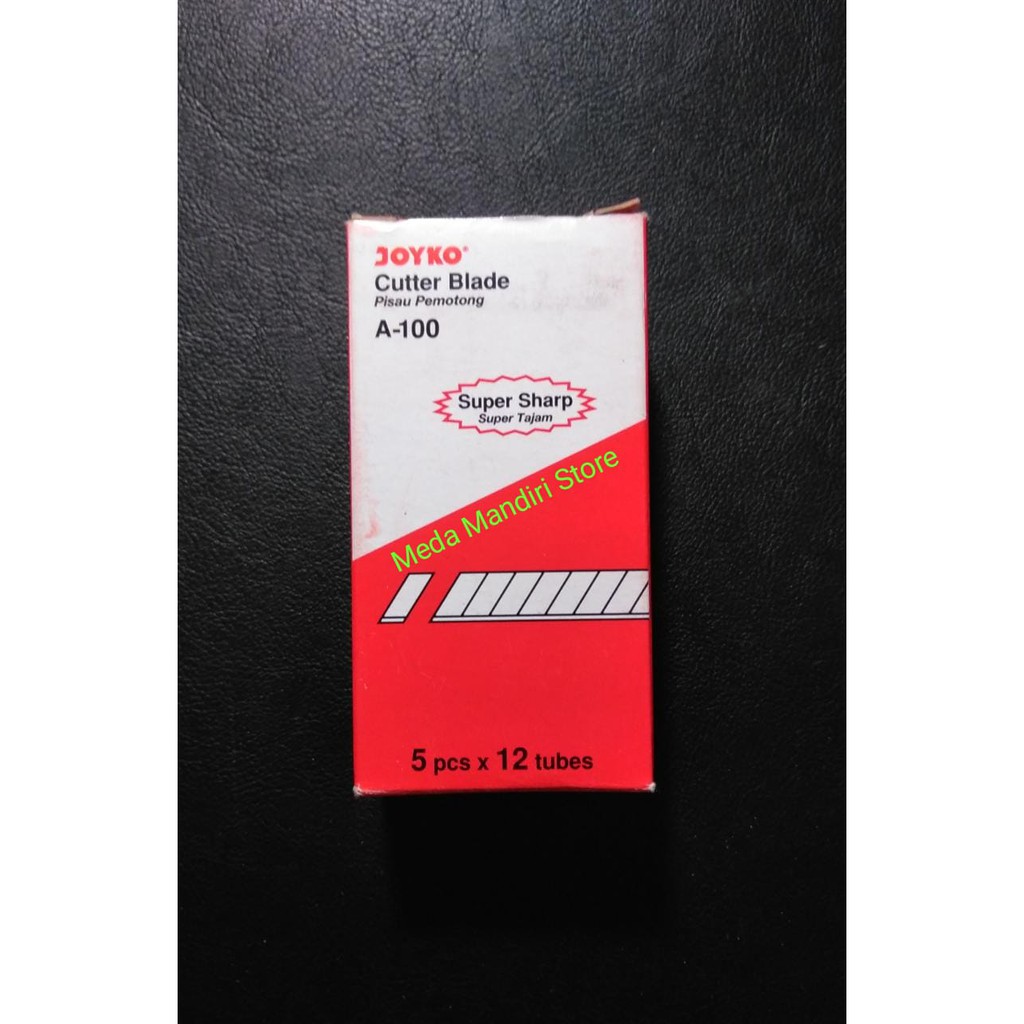 JOYKO®
Cutter Blade
Pisau Pemotong
A-100
Super Sharp
Super Tajam
Meda Mandiri Store
5 pcs x 12 tubes